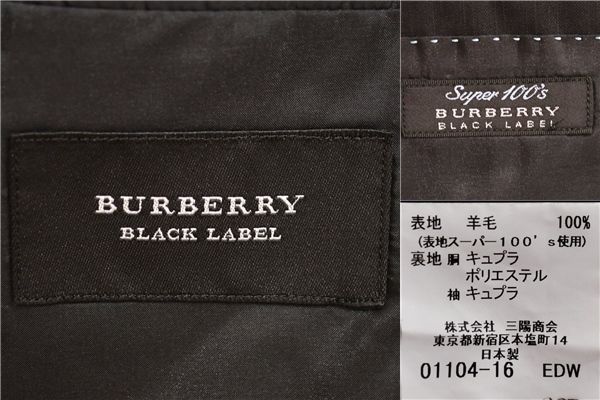 BURBERRY
BLACK LABEL
Super 100's
BURBERRY
BLACK LABEL
表地 羊毛 100%
(表地スーパー100's使用)
裏地 胴 キュプラ
ポリエステル
袖 キュプラ
株式会社 三陽商会
東京都新宿区本塩町14
日本製
01104-16 EDW